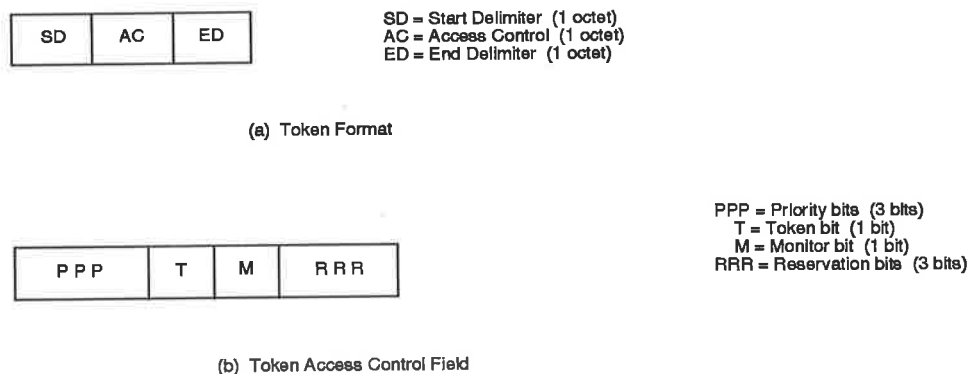 SD AC ED
SD = Start Delimiter (1 octet)
AC = Access Control (1 octet)
ED = End Delimiter (1 octet)
(a) Token Format
PPP = Priority bits (3 bits)
T = Token bit (1 bit)
M = Monitor bit (1 bit)
RRR = Reservation bits (3 bits)
P P P T M R R R
(b) Token Access Control Field